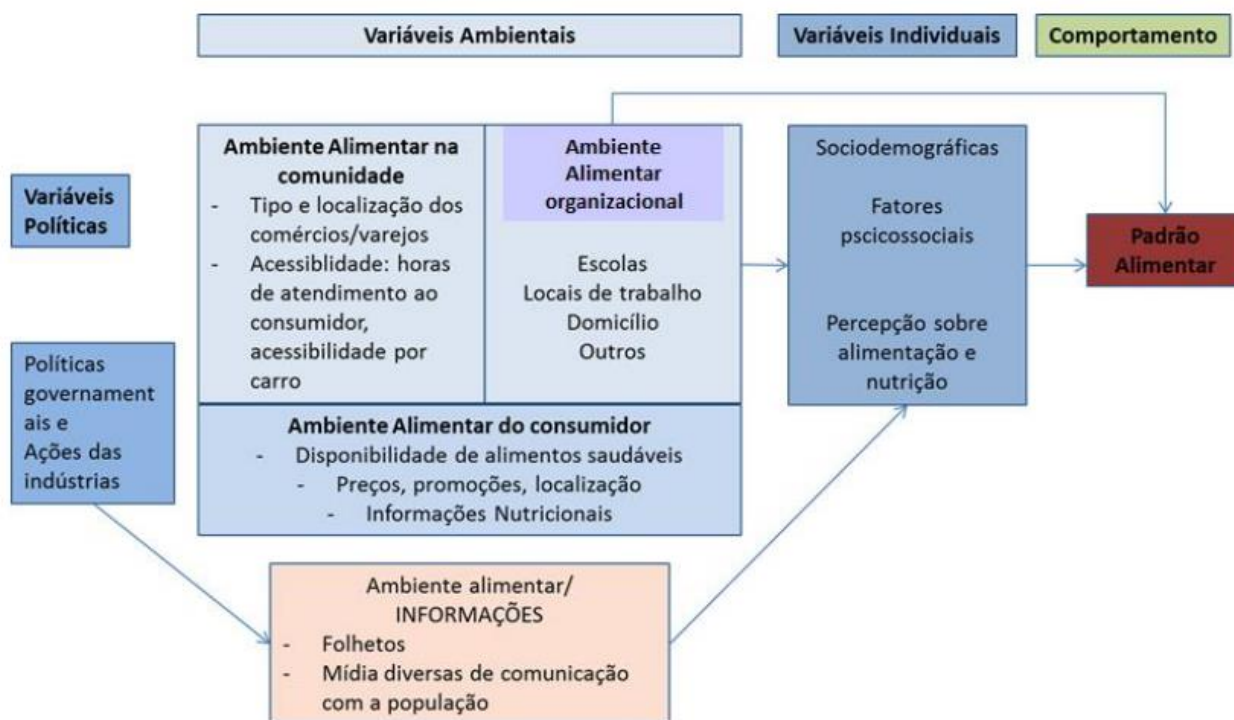 Variáveis Ambientais
Variáveis Individuais
Comportamento
Variáveis
Políticas
Políticas
governament
ais e
Ações das
indústrias
Ambiente Alimentar na
comunidade
- Tipo e localização dos
comércios/varejos
- Acessiblidade: horas
de atendimento ao
consumidor,
acessibilidade por
carro
Ambiente
Alimentar
organizacional
Escolas
Locais de trabalho
Domicílio
Outros
Ambiente Alimentar do consumidor
- Disponibilidade de alimentos saudáveis
- Preços, promoções, localização
- Informações Nutricionais
Ambiente alimentar/
INFORMAÇÕES
- Folhetos
- Mídia diversas de comunicação
com a população
Sociodemográficas
Fatores
pscicossociais
Percepção sobre
alimentação e
nutrição
Padrão
Alimentar